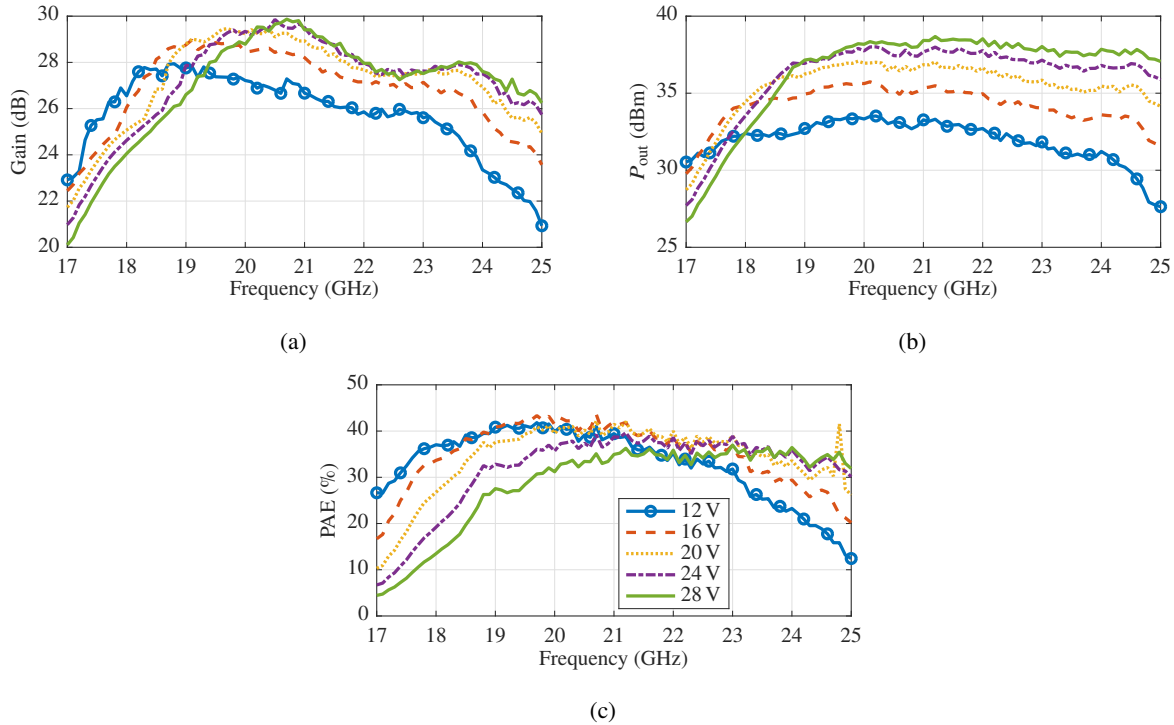 30
28
26
24
22
20
Gain (dB)
17 18 19 20 21 22 23 24 25
Frequency (GHz)
(a)
40
35
30
25
P_out (dBm)
17 18 19 20 21 22 23 24 25
Frequency (GHz)
(b)
50
40
30
20
10
0
PAE (%)
12 V
16 V
20 V
24 V
28 V
17 18 19 20 21 22 23 24 25
Frequency (GHz)
(c)